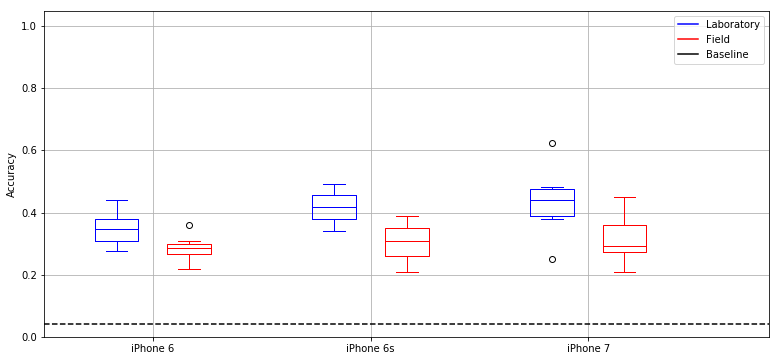 1.0
0.8
0.6
0.4
0.2
0.0
Accuracy
Laboratory
Field
Baseline
iPhone 6
iPhone 6s
iPhone 7